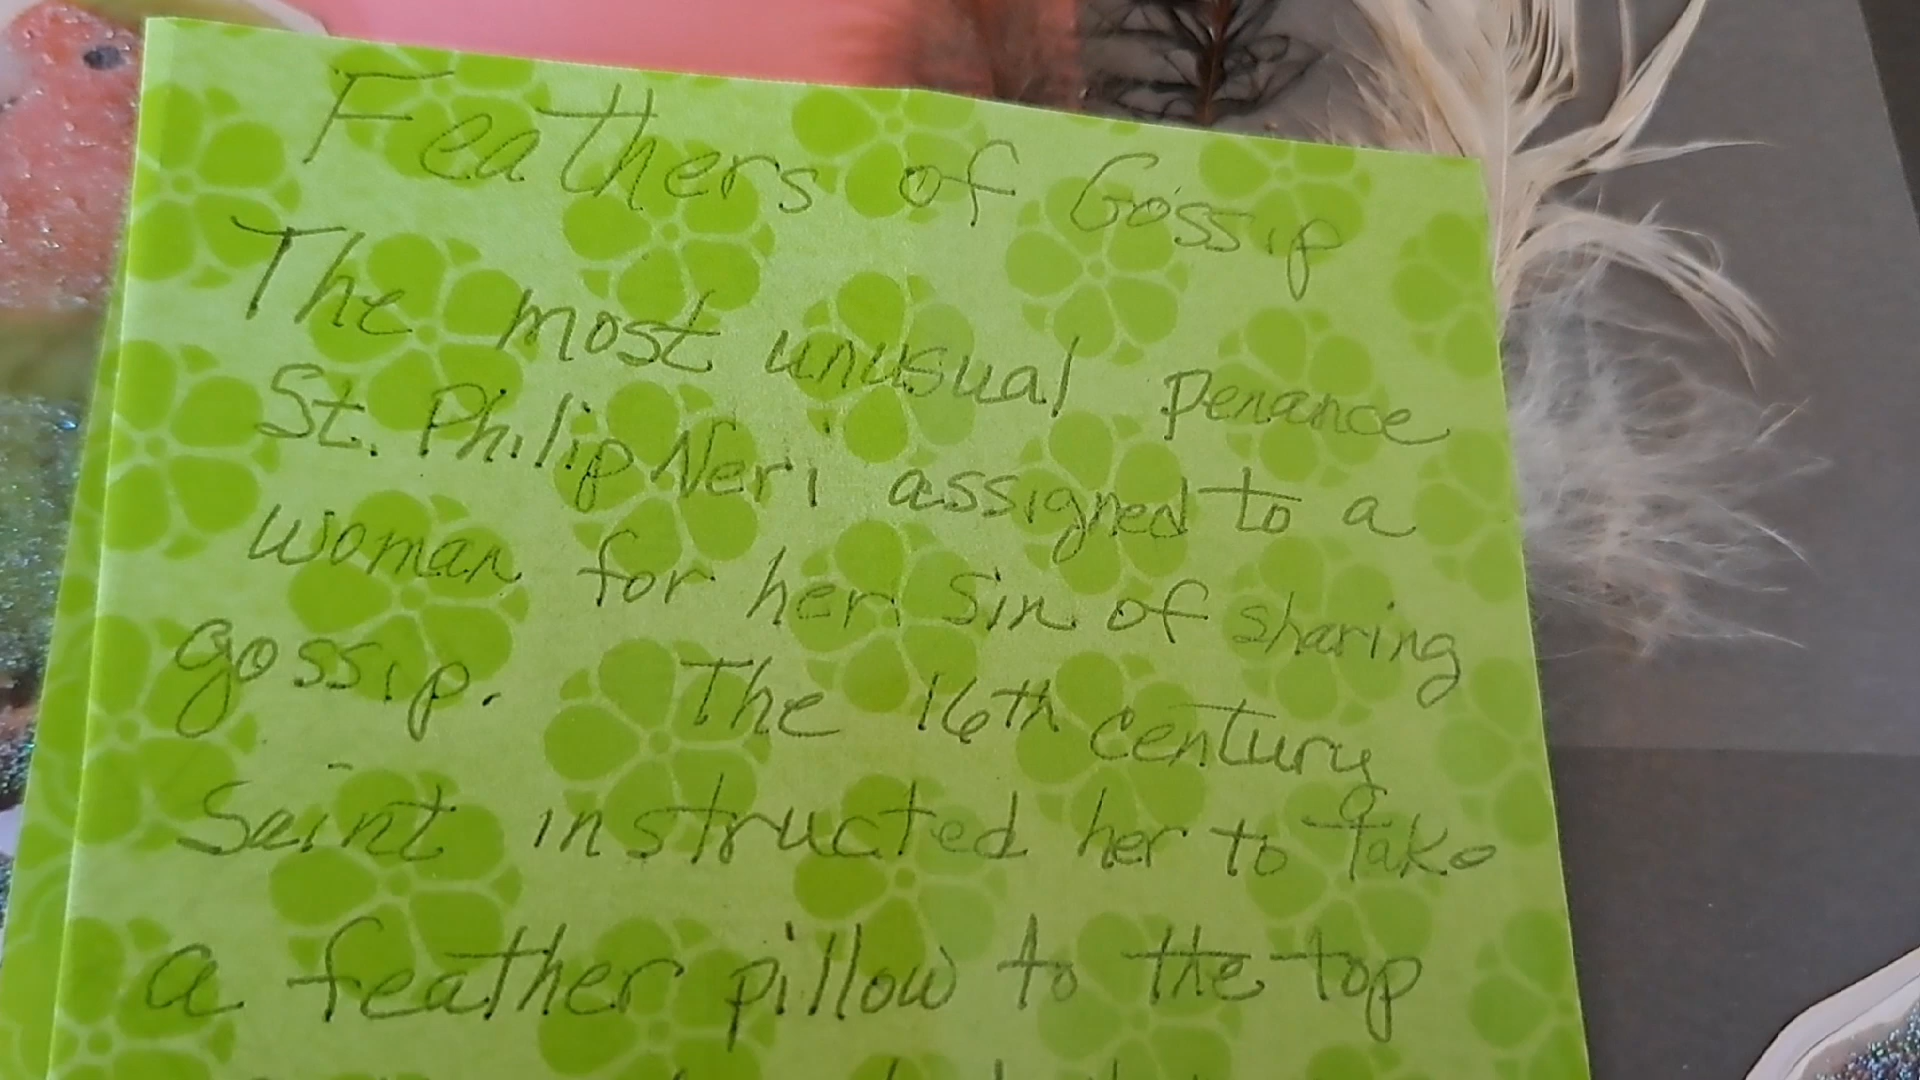 Feathers of Gossip
The most unusual penance
St. Philip Neri assigned to a
woman for her sin of sharing
gossip. The 16th century
Saint instructed her to take
a feather pillow to the top